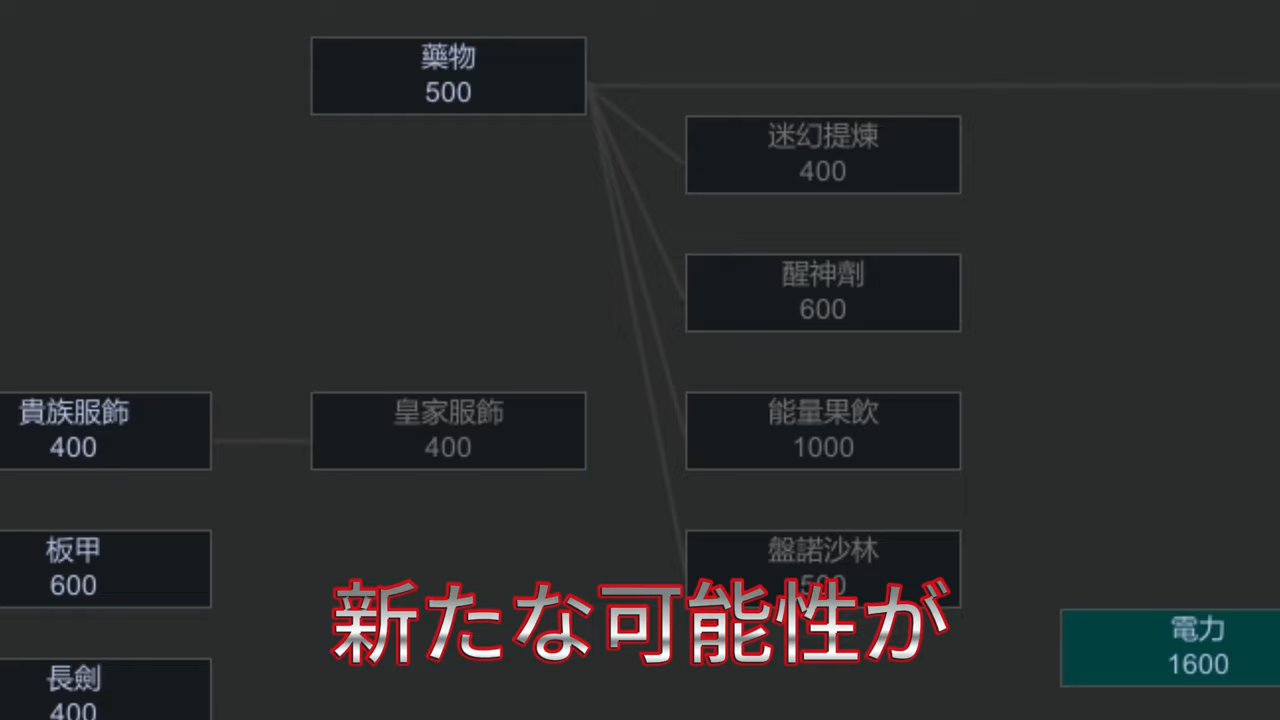 藥物
500
迷幻提煉
400
醒神劑
600
貴族服飾
400
皇家服飾
400
能量果飲
1000
板甲
600
盤諾沙林
500
新たな可能性が
電力
1600
長劍
400